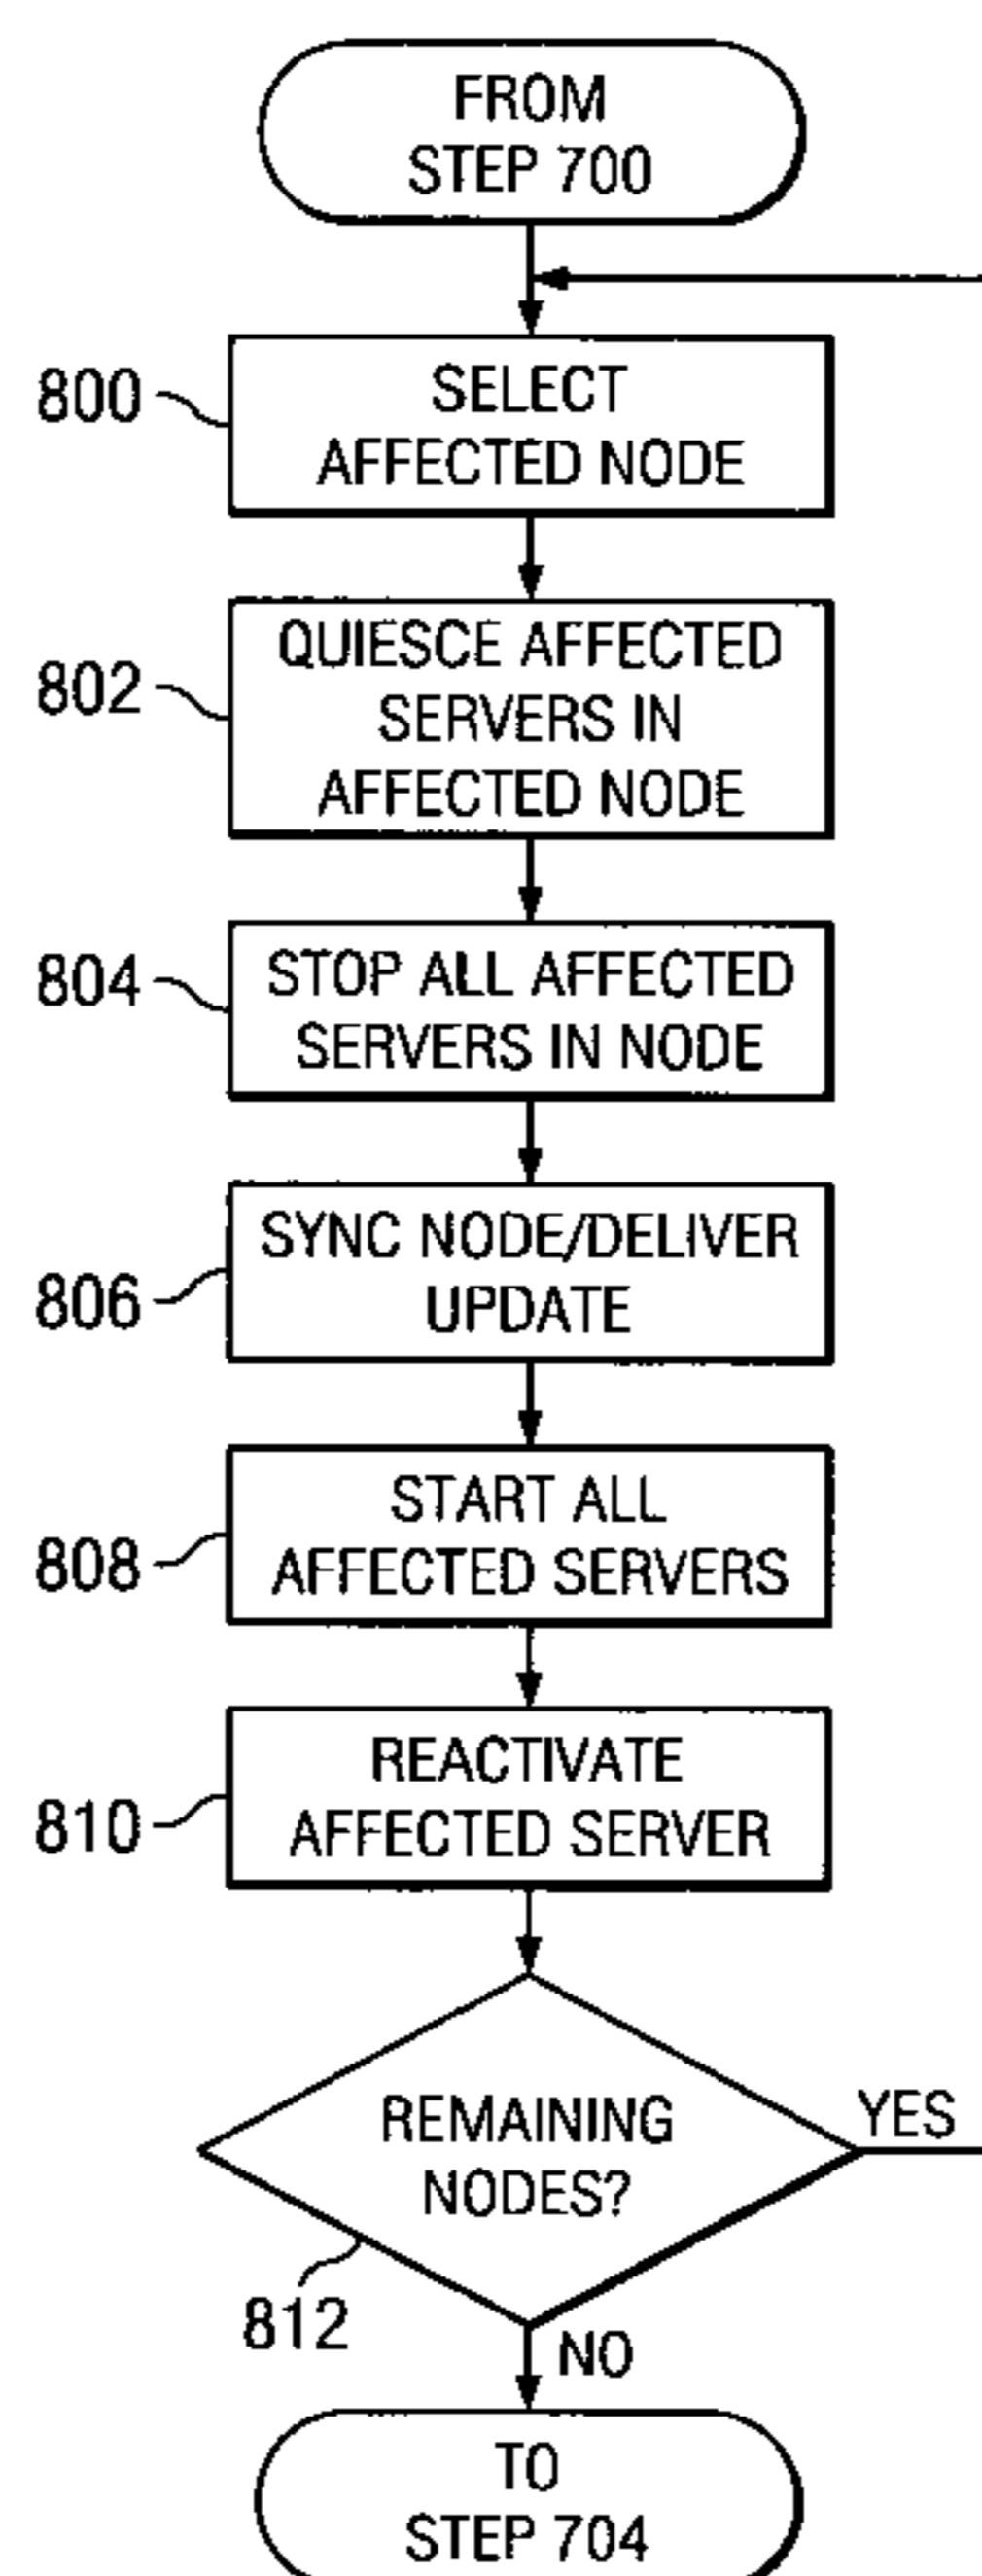 FROM
STEP 700
800
SELECT
AFFECTED NODE
802
QUIESCE AFFECTED
SERVERS IN
AFFECTED NODE
804
STOP ALL AFFECTED
SERVERS IN NODE
806
SYNC NODE/DELIVER
UPDATE
808
START ALL
AFFECTED SERVERS
810
REACTIVATE
AFFECTED SERVER
REMAINING
NODES?
YES
812
NO
TO
STEP 704